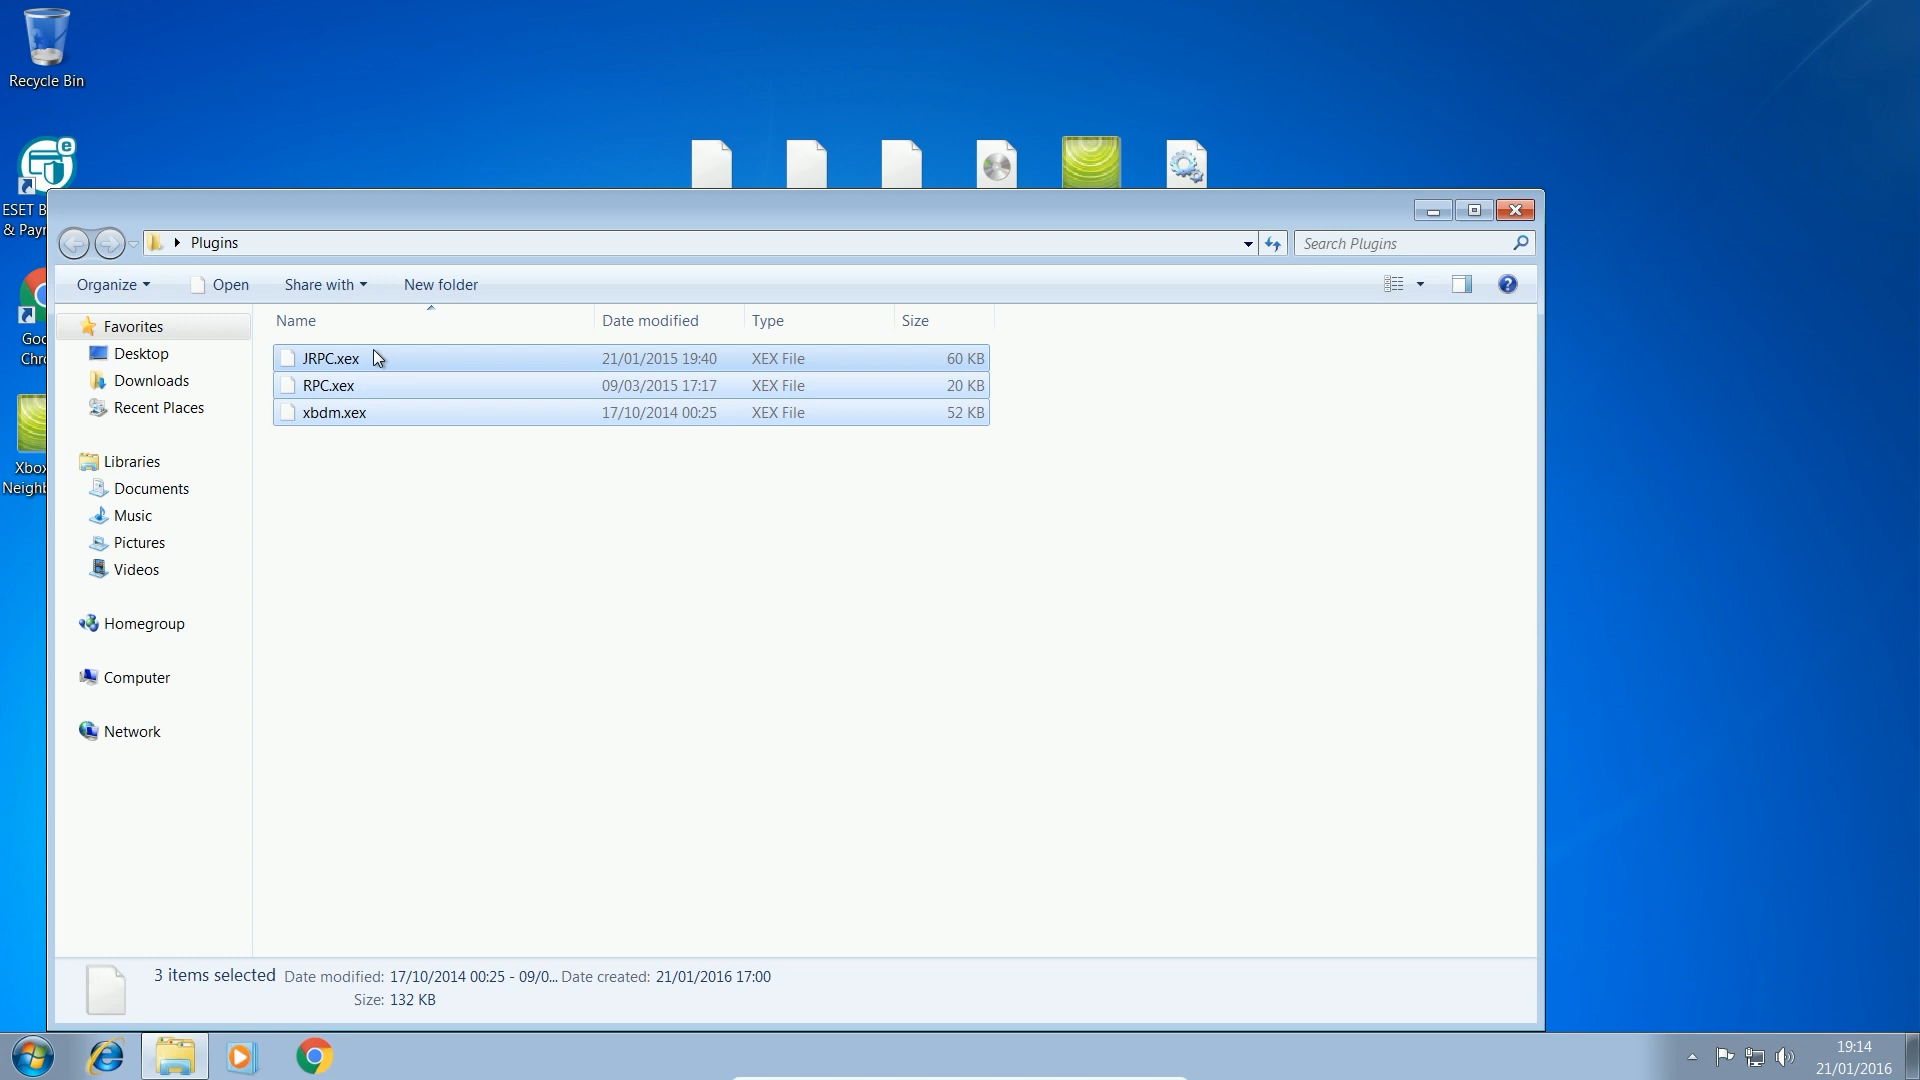 Recycle Bin
ESET B
& Payr
Goo
Chro
Xbox
Neighb
Plugins
Search Plugins
Organize
Open
Share with
New folder
Name
Date modified
Type
Size
JRPC.xex 21/01/2015 19:40 XEX File 60 KB
RPC.xex 09/03/2015 17:17 XEX File 20 KB
xbdm.xex 17/10/2014 00:25 XEX File 52 KB
Favorites
Desktop
Downloads
Recent Places
Libraries
Documents
Music
Pictures
Videos
Homegroup
Computer
Network
3 items selected Date modified: 17/10/2014 00:25 - 09/0... Date created: 21/01/2016 17:00
Size: 132 KB
19:14
21/01/2016